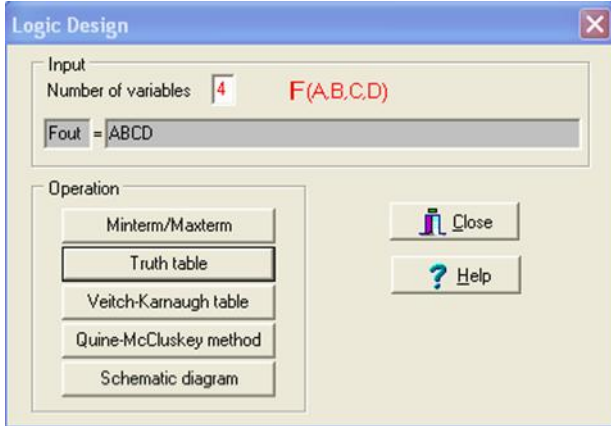 Logic Design
Input
Number of variables 4 F(A,B,C,D)
Fout = ABCD
Operation
Minterm/Maxterm
Truth table
Veitch-Karnaugh table
Quine-McCluskey method
Schematic diagram
Close
? Help